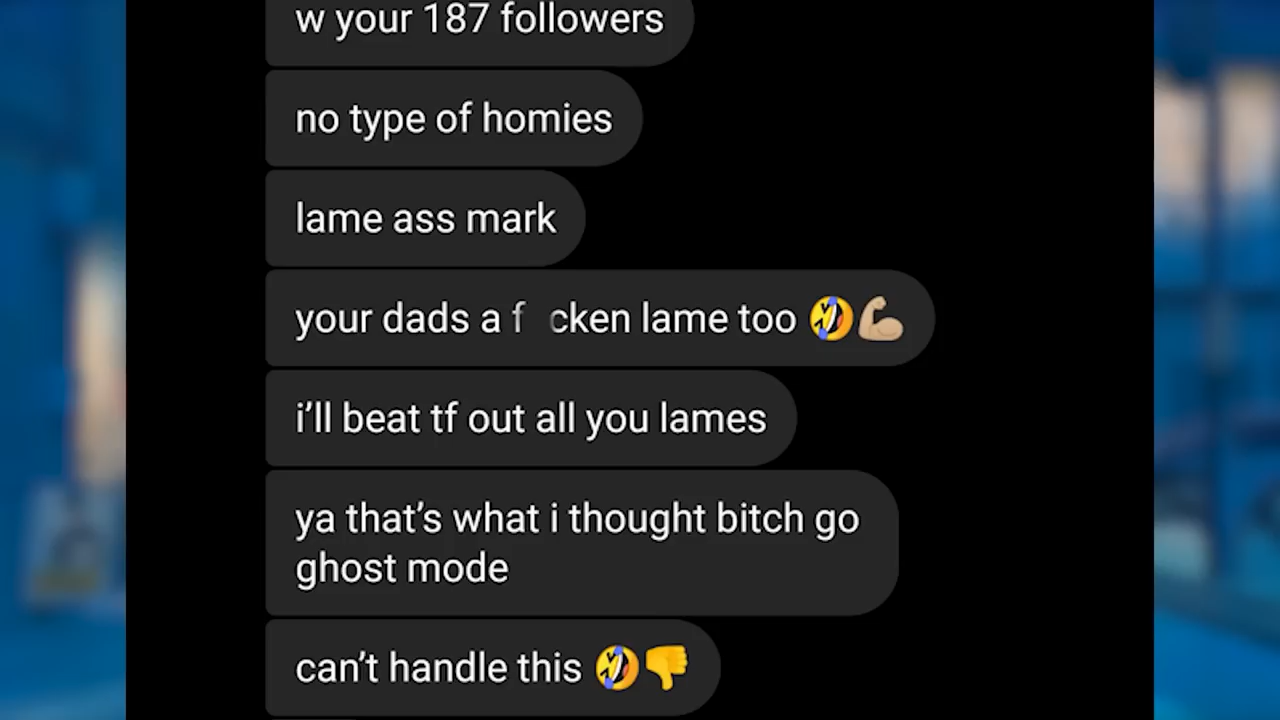 w your 187 followers
no type of homies
lame ass mark
your dads a f cken lame too 🤣💪🏼
i’ll beat tf out all you lames
ya that’s what i thought bitch go
ghost mode
can’t handle this 🤣👎